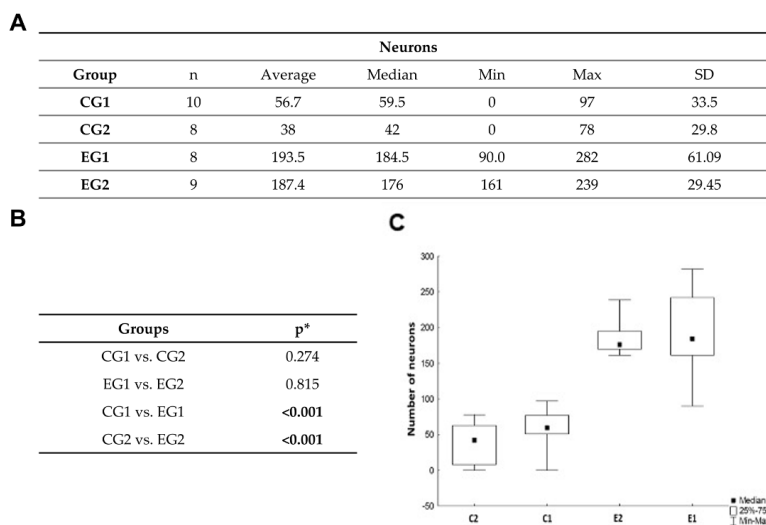 A
Neurons
Group n Average Median Min Max SD
CG1 10 56.7 59.5 0 97 33.5
CG2 8 38 42 0 78 29.8
EG1 8 193.5 184.5 90.0 282 61.09
EG2 9 187.4 176 161 239 29.45
B
Groups p*
CG1 vs. CG2 0.274
EG1 vs. EG2 0.815
CG1 vs. EG1 <0.001
CG2 vs. EG2 <0.001
C
Number of neurons
300
250
200
150
100
50
0
-50
C2 C1 E2 E1
Median
25%-75
Min-Ma